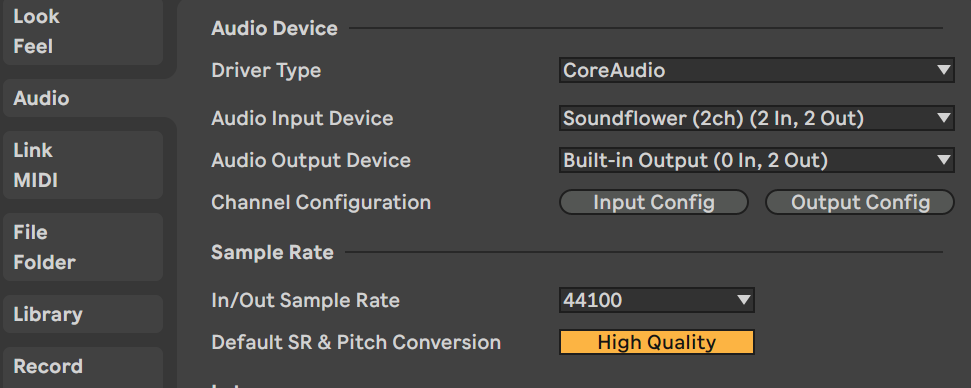 Look
Feel
Audio
Link
MIDI
File
Folder
Library
Record
Audio Device
Driver Type CoreAudio
Audio Input Device Soundflower (2ch) (2 In, 2 Out)
Audio Output Device Built-in Output (0 In, 2 Out)
Channel Configuration Input Config Output Config
Sample Rate
In/Out Sample Rate 44100
Default SR & Pitch Conversion High Quality